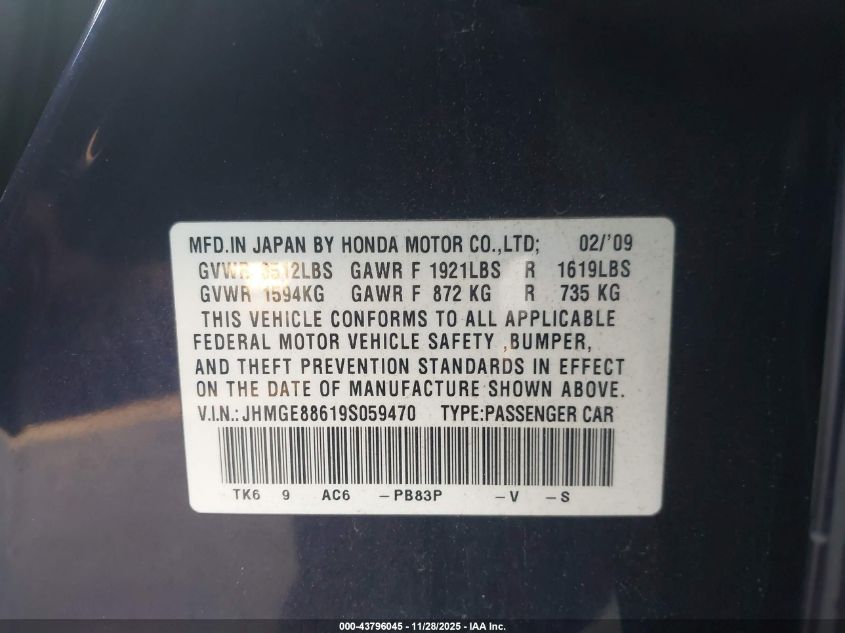 MFD.IN JAPAN BY HONDA MOTOR CO.,LTD; 02/'09
GVWR 3512LBS GAWR F 1921LBS R 1619LBS
GVWR 1594KG GAWR F 872 KG R 735 KG
THIS VEHICLE CONFORMS TO ALL APPLICABLE
FEDERAL MOTOR VEHICLE SAFETY ,BUMPER,
AND THEFT PREVENTION STANDARDS IN EFFECT
ON THE DATE OF MANUFACTURE SHOWN ABOVE.
V.I.N.:JHMGE88619S059470 TYPE:PASSENGER CAR
TK6 9 AC6 -PB83P -V -S
000-43796045 - 11/28/2025 - IAA Inc.